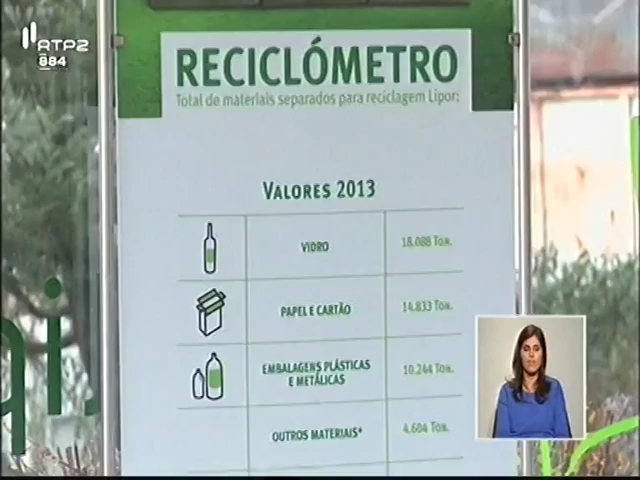 RTP2
884
RECICLÓMETRO
Total de materiais separados para reciclagem Lipor:
VALORES 2013
VIDRO
18.088 TON.
PAPEL E CARTÃO
14.833 TON.
EMBALAGENS PLÁSTICAS
E METÁLICAS
10.244 TON.
OUTROS MATERIAIS*
4.604 TON.